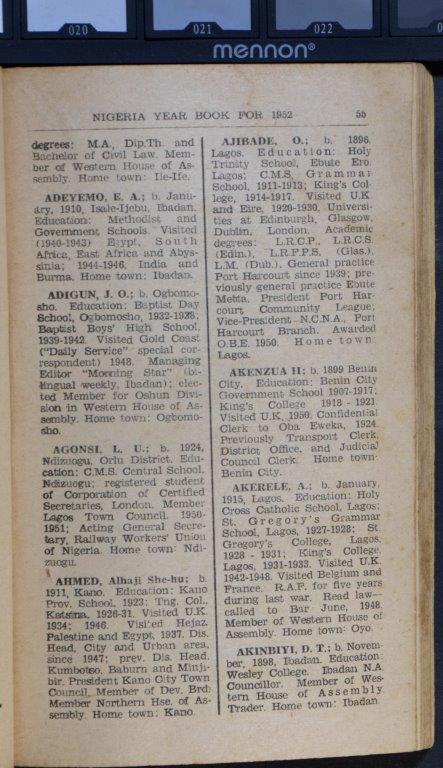 020
021
022
mennon®
NIGERIA YEAR BOOK FOR 1952
55
degrees: M.A., Dip.Th. and
Bachelor of Civil Law. Mem-
ber of Western House of As-
sembly. Home town: Ile-Ife.
ADEYEMO, E. A.; b. Janu-
ary, 1910, Isale-Ijebu, Ibadan.
Education: Methodist and
Government Schools. Visited
(1940-1943) Egypt, South
Africa, East Africa and Abys-
sinia; 1944-1946, India and
Burma. Home town: Ibadan.
ADIGUN, J. O.; b. Ogbomo-
sho. Education: Baptist Day
School, Ogbomosho, 1932-1938;
Baptist Boys' High School,
1939-1942. Visited Gold Coast
("Daily Service" special cor-
respondent) 1948. Managing
Editor "Morning Star" (bi-
lingual weekly, Ibadan); elec-
ted Member for Oshun Divi-
sion in Western House of As-
sembly. Home town: Ogbomo-
sho.
AGONSI, L. U.; b. 1924,
Ndizuogu, Orlu District. Edu-
cation: C.M.S. Central School,
Ndizuogu; registered student
of Corporation of Certified
Secretaries, London. Member
Lagos Town Council. 1950-
1951; Acting General Secre-
tary, Railway Workers' Union
of Nigeria. Home town: Ndi-
zuogu.
AHMED, Alhaji She-hu; b.
1911, Kano. Education: Kano
Prov. School, 1923; Tng. Col.,
Katsina, 1926-31. Visited U.K.
1934; 1946. Visited Hejaz.
Palestine and Egypt, 1937. Dis.
Head, City and Urban area,
since 1947; prev. Dis. Head.
Kumbotso, Baburn and Minji-
bir. President Kano City Town
Council, Member of Dev. Brd;
Member Northern Hse. of As-
sembly. Home town: Kano.
AJIBADE, O.; b. 1896,
Lagos. Education: Holy
Trinity School, Ebute Ero,
Lagos; C.M.S. Grammar
School, 1911-1913; King's Col-
lege, 1914-1917. Visited U.K.
and Eire, 1920-1930. Universi-
ties at Edinburgh, Glasgow,
Dublin, London. Academic
degrees: L.R.C.P., L.R.C.S.
(Edin.), L.R.F.P.S. (Glas.),
L.M. (Dub.). General practice
Port Harcourt since 1939; pre-
viously general practice Ebute
Metta. President Port Har-
court Community League;
Vice-President N.C.N.A., Port
Harcourt Branch. Awarded
O.B.E. 1950. Home town
Lagos.
AKENZUA II; b. 1899 Benin
City. Education: Benin City
Government School 1907-1917;
King's College 1918-1921.
Visited U.K. 1950. Confidential
Clerk to Oba Eweka, 1924.
Previously Transport Clerk,
District Office, and Judicial
Council Clerk. Home town:
Benin City.
AKERELE, A.; b. January,
1915, Lagos. Education: Holy
Cross Catholic School, Lagos;
St. Gregory's Grammar
School, Lagos, 1927-1928; St.
Gregory's College, Lagos,
1928 - 1931; King's College,
Lagos, 1931-1933. Visited U.K.
1942-1948. Visited Belgium and
France. R.A.F. for five years
during last war. Read law—
called to Bar June, 1948.
Member of Western House of
Assembly. Home town: Oyo.
AKINBIYI, D. T.; b. Novem-
ber, 1898, Ibadan. Education:
Wesley College. Ibadan N.A.
Councillor. Member of Wes-
tern House of Assembly.
Trader. Home town: Ibadan.